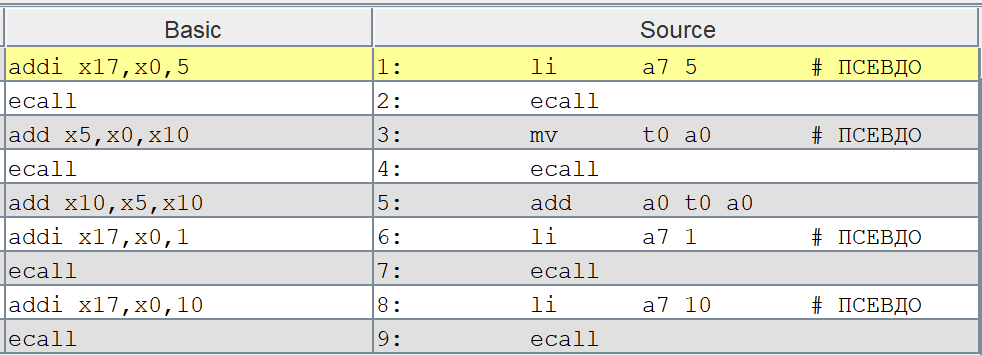 Basic Source
addi x17,x0,5 1: li a7 5 # ПСЕВДО
ecall 2: ecall
add x5,x0,x10 3: mv t0 a0 # ПСЕВДО
ecall 4: ecall
add x10,x5,x10 5: add a0 t0 a0
addi x17,x0,1 6: li a7 1 # ПСЕВДО
ecall 7: ecall
addi x17,x0,10 8: li a7 10 # ПСЕВДО
ecall 9: ecall